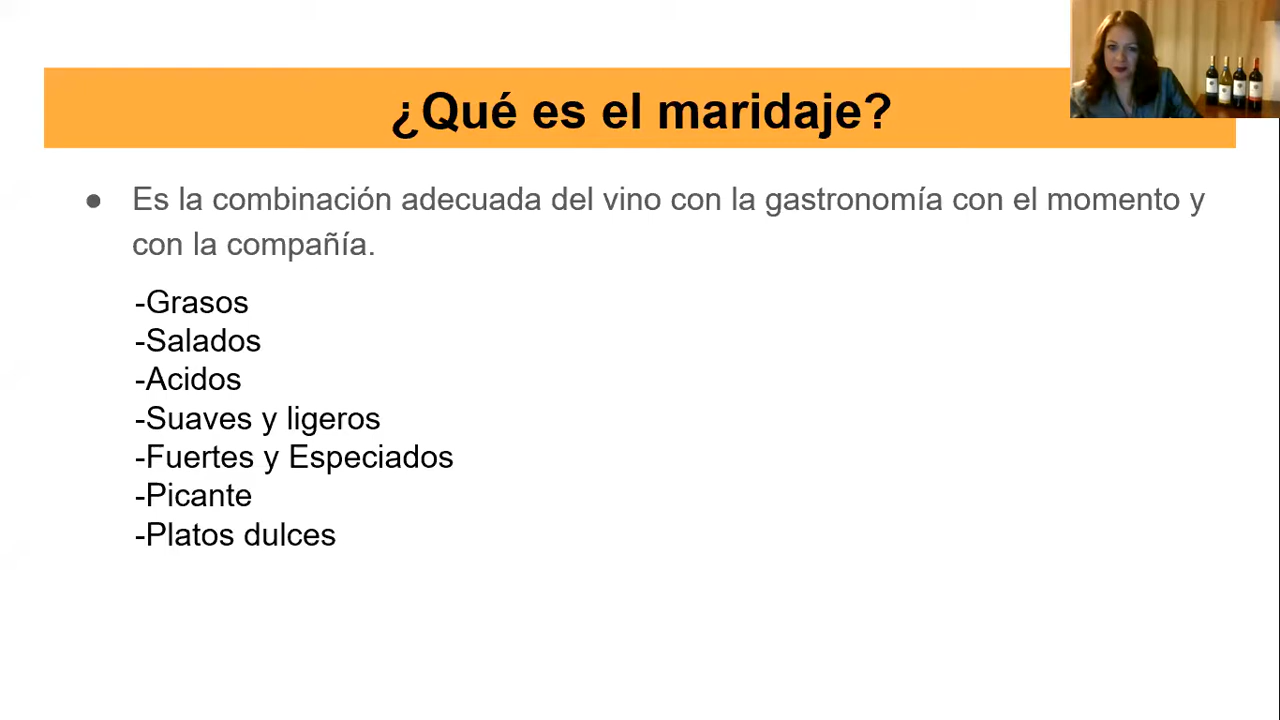 ¿Qué es el maridaje?
● Es la combinación adecuada del vino con la gastronomía con el momento y
con la compañía.
-Grasos
-Salados
-Acidos
-Suaves y ligeros
-Fuertes y Especiados
-Picante
-Platos dulces